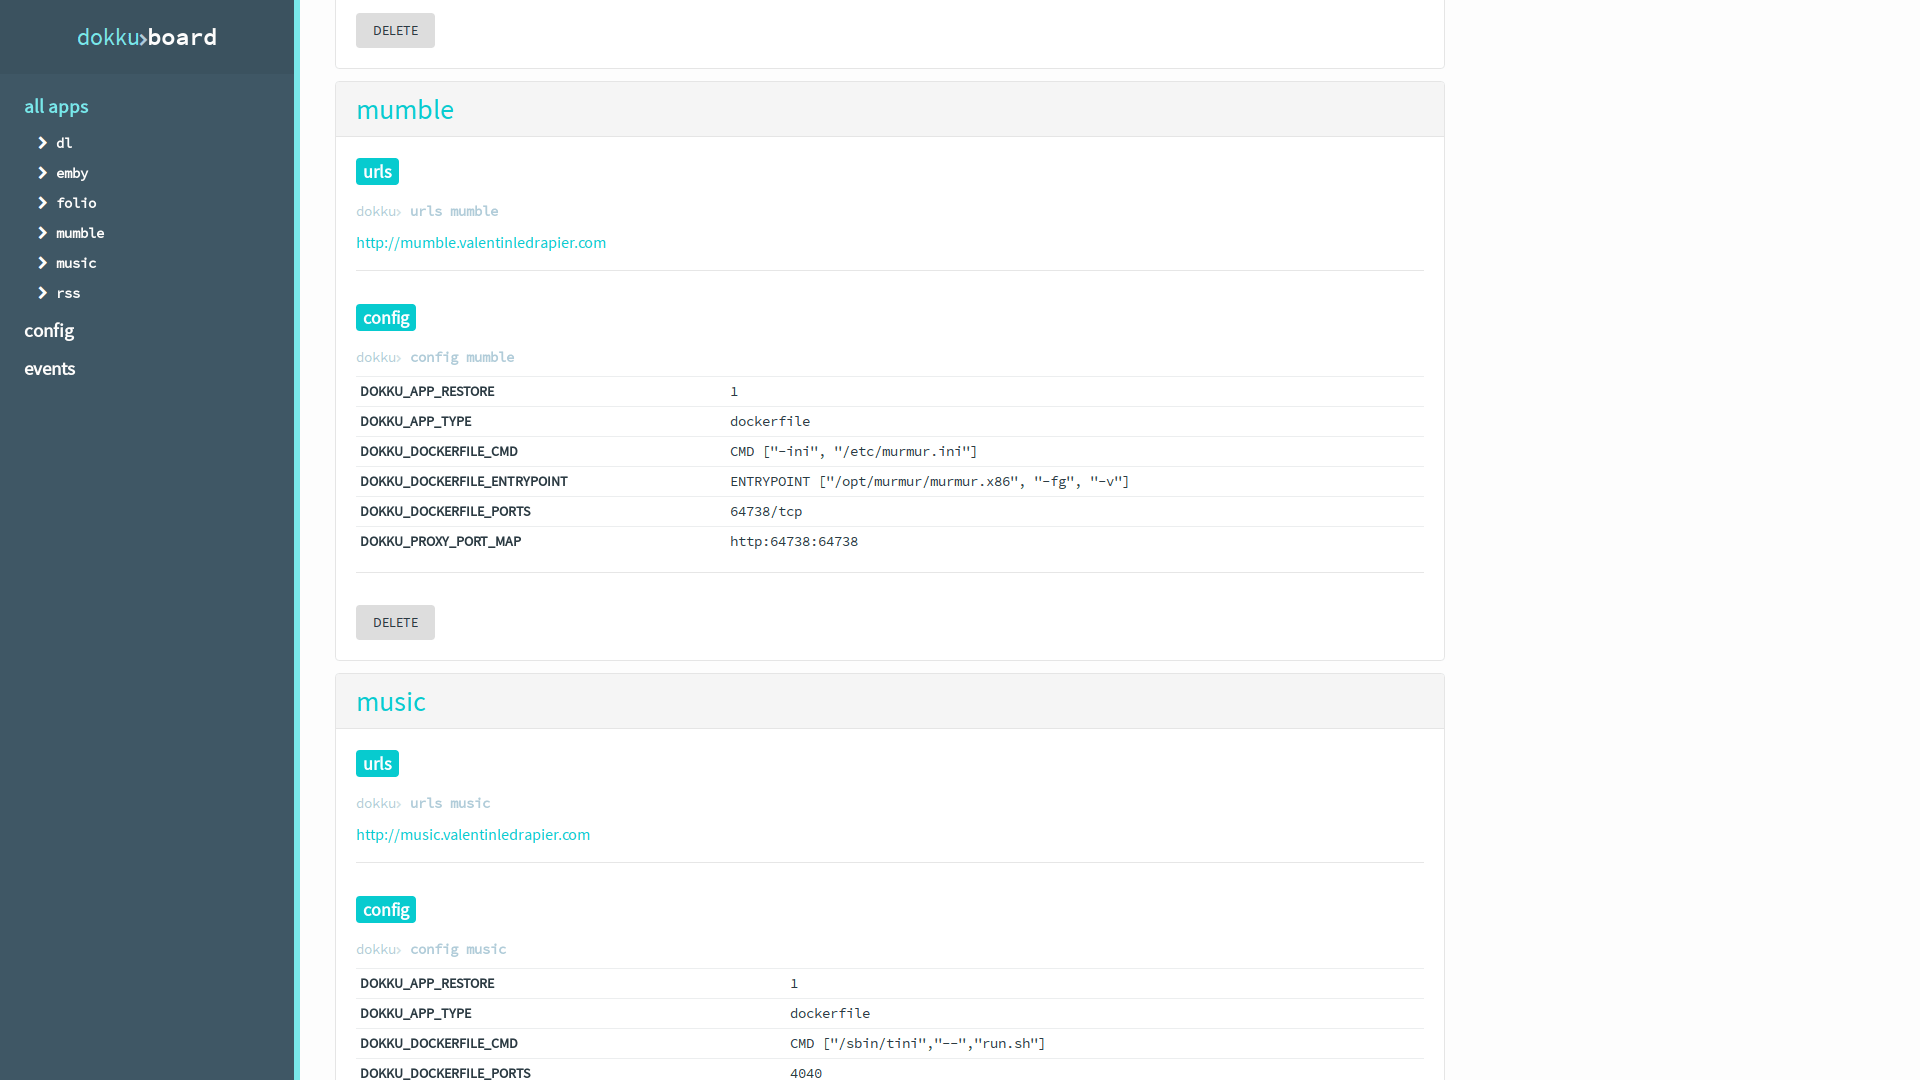 dokku›board
all apps
dl
emby
folio
mumble
music
rss
config
events
DELETE
mumble
urls
dokku› urls mumble
http://mumble.valentinledrapier.com
config
dokku› config mumble
DOKKU_APP_RESTORE 1
DOKKU_APP_TYPE dockerfile
DOKKU_DOCKERFILE_CMD CMD ["-ini", "/etc/murmur.ini"]
DOKKU_DOCKERFILE_ENTRYPOINT ENTRYPOINT ["/opt/murmur/murmur.x86", "-fg", "-v"]
DOKKU_DOCKERFILE_PORTS 64738/tcp
DOKKU_PROXY_PORT_MAP http:64738:64738
DELETE
music
urls
dokku› urls music
http://music.valentinledrapier.com
config
dokku› config music
DOKKU_APP_RESTORE 1
DOKKU_APP_TYPE dockerfile
DOKKU_DOCKERFILE_CMD CMD ["/sbin/tini","--","run.sh"]
DOKKU_DOCKERFILE_PORTS 4040